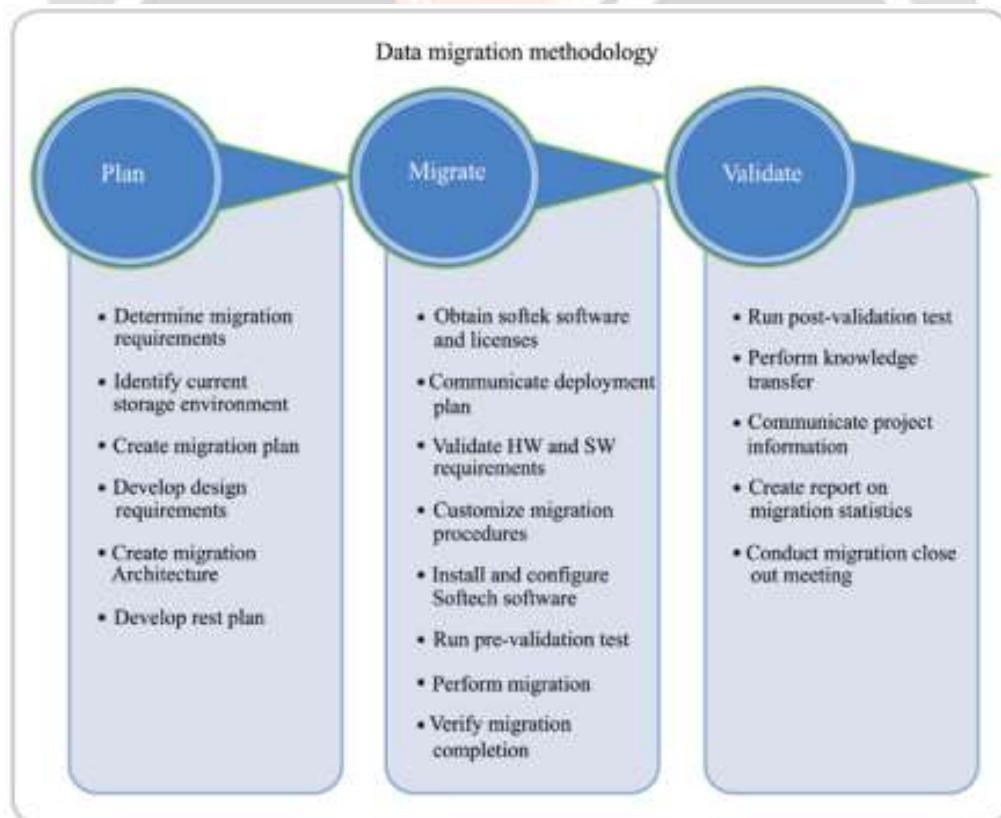 Data migration methodology
Plan
Migrate
Validate
• Determine migration
requirements
• Identify current
storage environment
• Create migration plan
• Develop design
requirements
• Create migration
Architecture
• Develop rest plan
• Obtain softek software
and licenses
• Communicate deployment
plan
• Validate HW and SW
requirements
• Customize migration
procedures
• Install and configure
Softech software
• Run pre-validation test
• Perform migration
• Verify migration
completion
• Run post-validation test
• Perform knowledge
transfer
• Communicate project
information
• Create report on
migration statistics
• Conduct migration close
out meeting